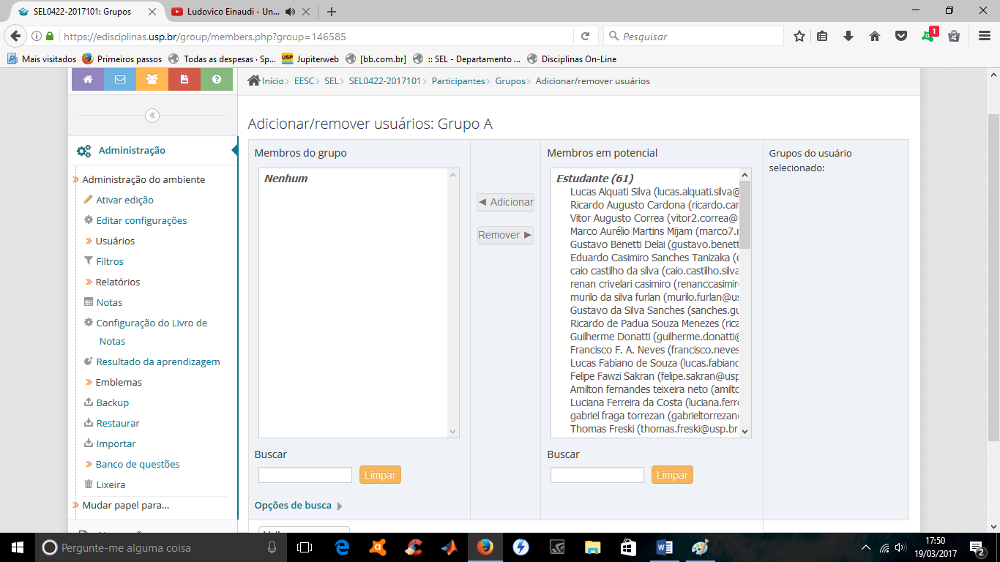 SEL0422-2017101: Grupos
Ludovico Einaudi - Un...
https://edisciplinas.usp.br/group/members.php?group=146585
Pesquisar
1
Mais visitados
Primeiros passos
Todas as despesas · Sp...
USP Jupiterweb
[bb.com.br]
:: SEL - Departamento ...
Disciplinas On-Line
Início
EESC
SEL
SEL0422-2017101
Participantes
Grupos
Adicionar/remover usuários
Administração
Administração do ambiente
Ativar edição
Editar configurações
Usuários
Filtros
Relatórios
Notas
Configuração do Livro de
Notas
Resultado da aprendizagem
Emblemas
Backup
Restaurar
Importar
Banco de questões
Lixeira
Mudar papel para...
Adicionar/remover usuários: Grupo A
Membros do grupo
Nenhum
Buscar
Limpar
Opções de busca
◄ Adicionar
Remover ►
Membros em potencial
Estudante (61)
Lucas Alquati Silva (lucas.alquati.silva@
Ricardo Augusto Cardona (ricardo.car
Vitor Augusto Correa (vitor2.correa@
Marco Aurélio Martins Mijam (marco7.
Gustavo Benetti Delai (gustavo.benett
Eduardo Casimiro Sanches Tanizaka (
caio castilho da silva (caio.castilho.silva
renan crivelari casimiro (renanccasimir
murilo da silva furlan (murilo.furlan@us
Gustavo da Silva Sanches (sanches.gu
Ricardo de Padua Souza Menezes (rica
Guilherme Donatti (guilherme.donatti@
Francisco F. A. Neves (francisco.neves
Lucas Fabiano de Souza (lucas.fabiano
Felipe Fawzi Sakran (felipe.sakran@usp
Amilton fernandes teixeira neto (amilto
Luciana Ferreira da Costa (luciana.ferre
gabriel fraga torrezan (gabrieltorrezan
Thomas Freski (thomas.freski@usp.br
Buscar
Limpar
Grupos do usuário
selecionado:
Pergunte-me alguma coisa
17:50
19/03/2017
2